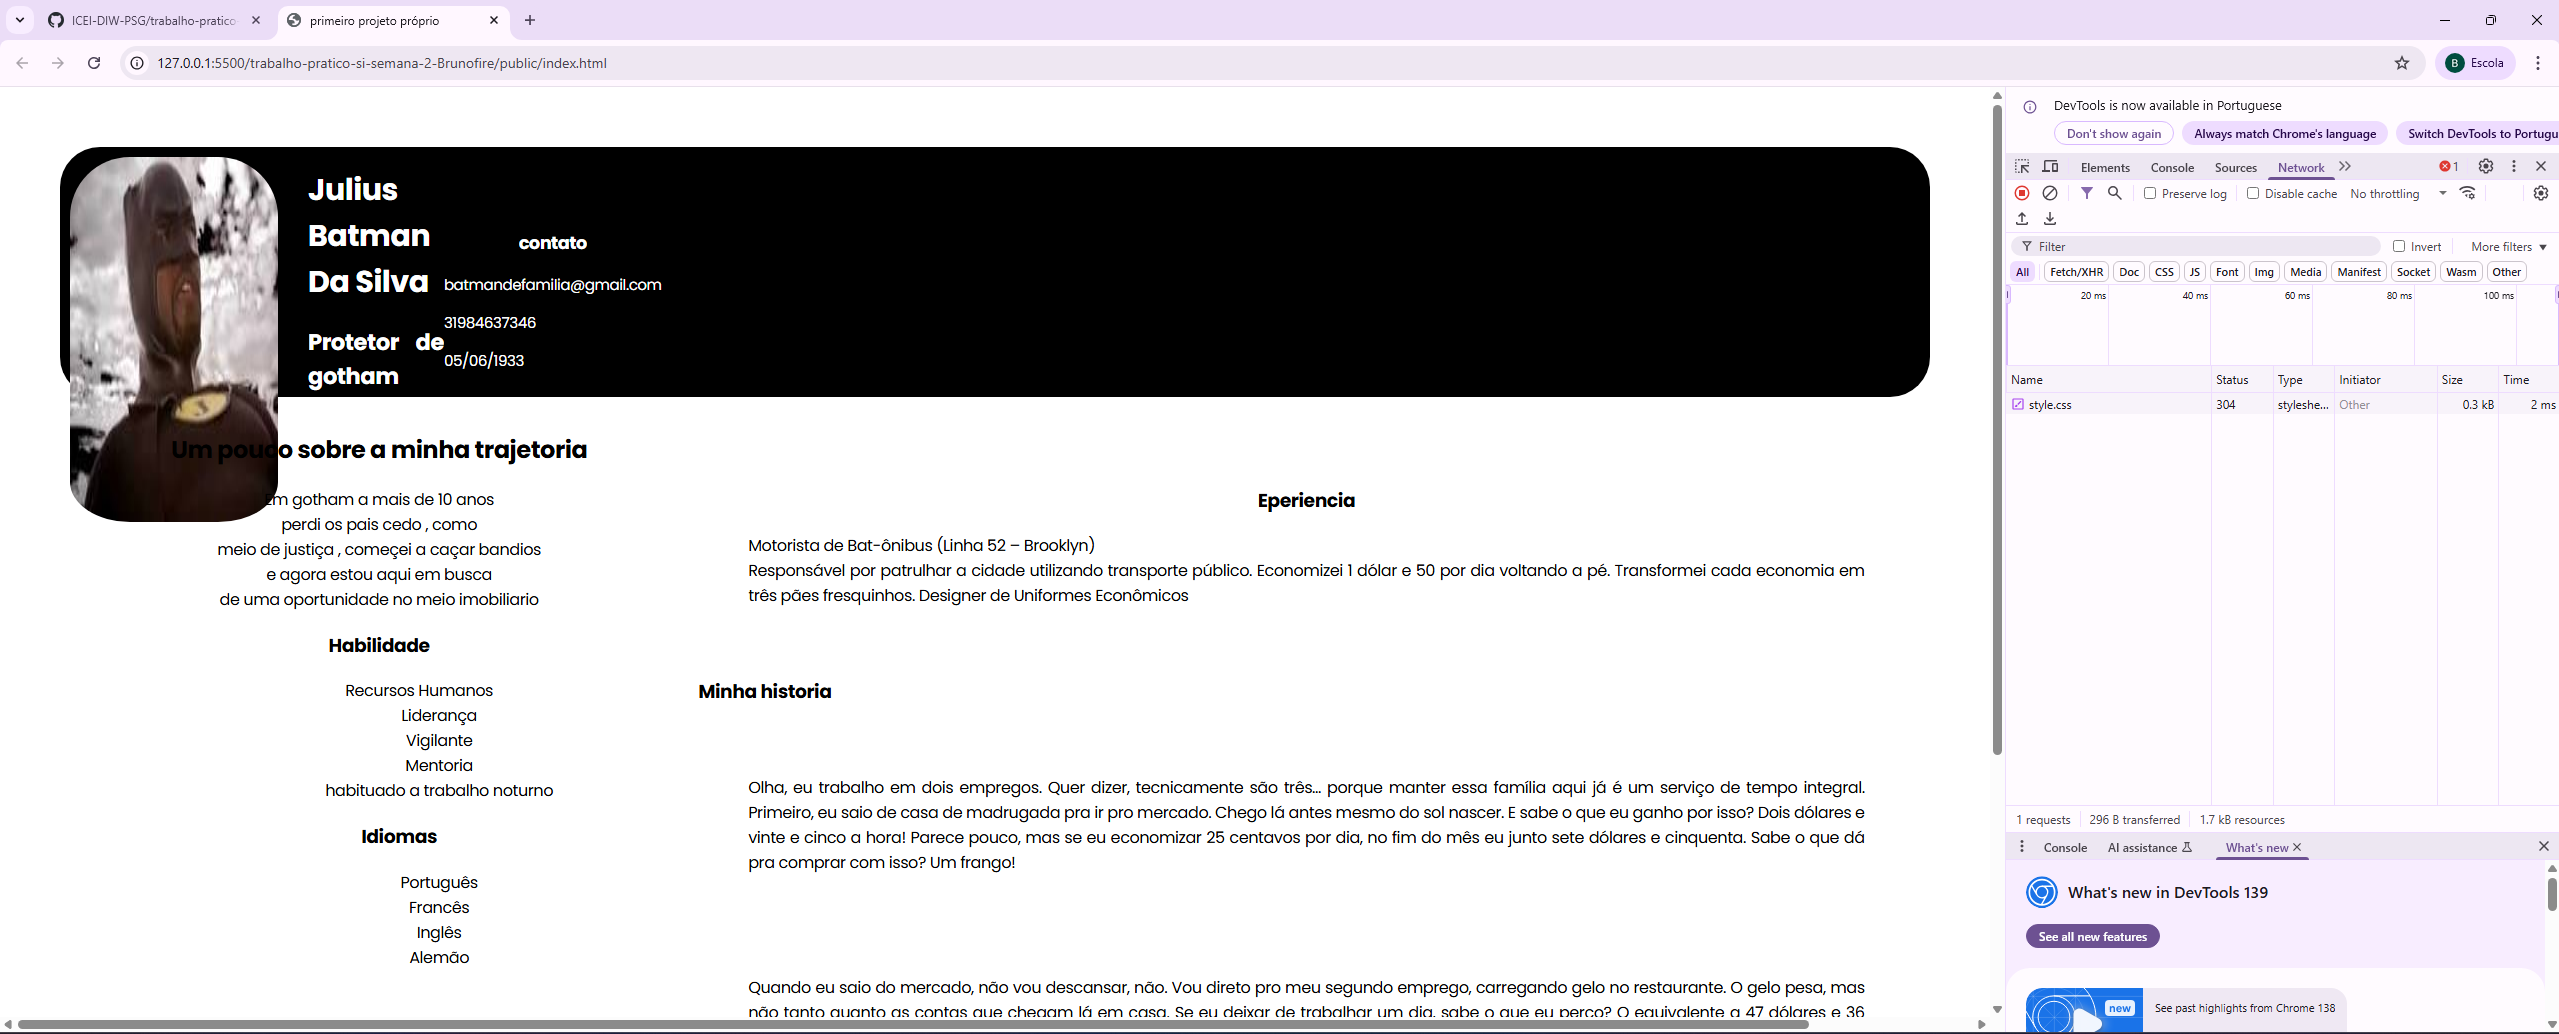 ICEI-DIW-PSG/trabalho-pratico-
primeiro projeto próprio
127.0.0.1:5500/trabalho-pratico-si-semana-2-Brunofire/public/index.html
B Escola
Julius
Batman
Da Silva
Protetor de
gotham
contato
batmandefamilia@gmail.com
31984637346
05/06/1933
Um pouco sobre a minha trajetoria
Em gotham a mais de 10 anos
perdi os pais cedo , como
meio de justiça , começei a caçar bandios
e agora estou aqui em busca
de uma oportunidade no meio imobiliario
Habilidade
Recursos Humanos
Liderança
Vigilante
Mentoria
habituado a trabalho noturno
Idiomas
Português
Francês
Inglês
Alemão
Eperiencia
Motorista de Bat-ônibus (Linha 52 – Brooklyn)
Responsável por patrulhar a cidade utilizando transporte público. Economizei 1 dólar e 50 por dia voltando a pé. Transformei cada economia em
três pães fresquinhos. Designer de Uniformes Econômicos
Minha historia
Olha, eu trabalho em dois empregos. Quer dizer, tecnicamente são três... porque manter essa família aqui já é um serviço de tempo integral.
Primeiro, eu saio de casa de madrugada pra ir pro mercado. Chego lá antes mesmo do sol nascer. E sabe o que eu ganho por isso? Dois dólares e
vinte e cinco a hora! Parece pouco, mas se eu economizar 25 centavos por dia, no fim do mês eu junto sete dólares e cinquenta. Sabe o que dá
pra comprar com isso? Um frango!
Quando eu saio do mercado, não vou descansar, não. Vou direto pro meu segundo emprego, carregando gelo no restaurante. O gelo pesa, mas
não tanto quanto as contas que chegam lá em casa. Se eu deixar de trabalhar um dia, sabe o que eu perco? O equivalente a 47 dólares e 36
DevTools is now available in Portuguese
Don't show again
Always match Chrome's language
Switch DevTools to Portugu
Elements Console Sources Network 1
Preserve log Disable cache No throttling
Filter Invert More filters
All Fetch/XHR Doc CSS JS Font Img Media Manifest Socket Wasm Other
20 ms 40 ms 60 ms 80 ms 100 ms
Name Status Type Initiator Size Time
style.css 304 styleshe... Other 0.3 kB 2 ms
1 requests 296 B transferred 1.7 kB resources
Console AI assistance What's new
What's new in DevTools 139
See all new features
new
See past highlights from Chrome 138